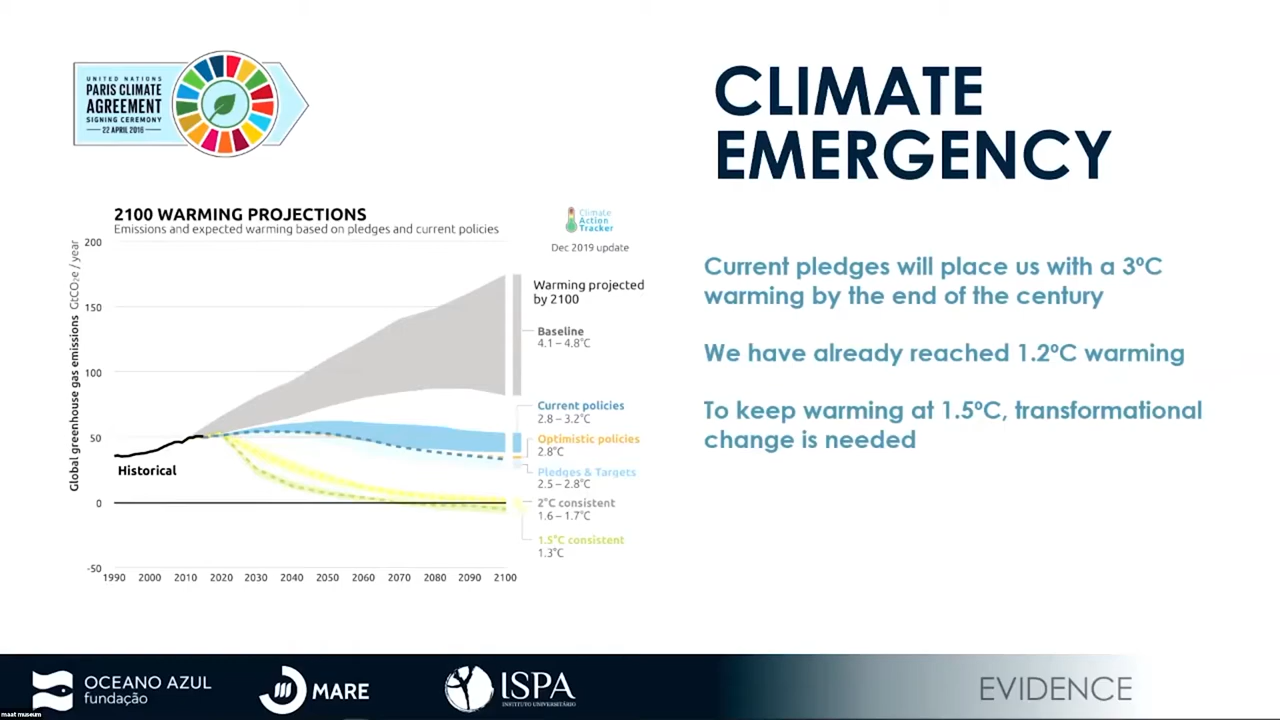 UNITED NATIONS
PARIS CLIMATE
AGREEMENT
SIGNING CEREMONY
22 APRIL 2016
CLIMATE
EMERGENCY
2100 WARMING PROJECTIONS
Emissions and expected warming based on pledges and current policies
Climate
Action
Tracker
Dec 2019 update
Global greenhouse gas emissions GtCO₂e / year
200
150
100
50
0
-50
1990 2000 2010 2020 2030 2040 2050 2060 2070 2080 2090 2100
Historical
Warming projected
by 2100
Baseline
4.1 – 4.8°C
Current policies
2.8 – 3.2°C
Optimistic policies
2.8°C
Pledges & Targets
2.5 – 2.8°C
2°C consistent
1.6 – 1.7°C
1.5°C consistent
1.3°C
Current pledges will place us with a 3ºC
warming by the end of the century
We have already reached 1.2ºC warming
To keep warming at 1.5ºC, transformational
change is needed
OCEANO AZUL
fundação
MARE
ISPA
INSTITUTO UNIVERSITÁRIO
EVIDENCE
maat museum